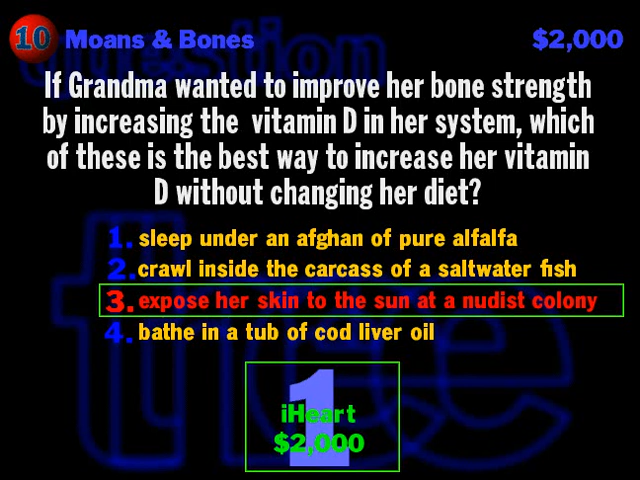 10 Moans & Bones $2,000
If Grandma wanted to improve her bone strength
by increasing the vitamin D in her system, which
of these is the best way to increase her vitamin
D without changing her diet?
1. sleep under an afghan of pure alfalfa
2. crawl inside the carcass of a saltwater fish
3. expose her skin to the sun at a nudist colony
4. bathe in a tub of cod liver oil
1
iHeart
$2,000